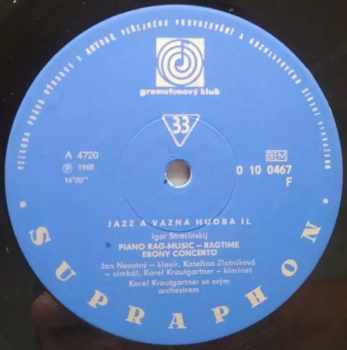 gramofonový klub
33
A 4720
℗ 1968
0 10 0467
F
JAZZ A VÁŽNÁ HUDBA II.
Igor Stravinskij
PIANO RAG-MUSIC – RAGTIME
EBONY CONCERTO
Jan Novotný – klavír, Kateřina Zlatníková
– cimbál, Karel Krautgartner – klarinet
Karel Krautgartner se svým
orchestrem
SUPRAPHON